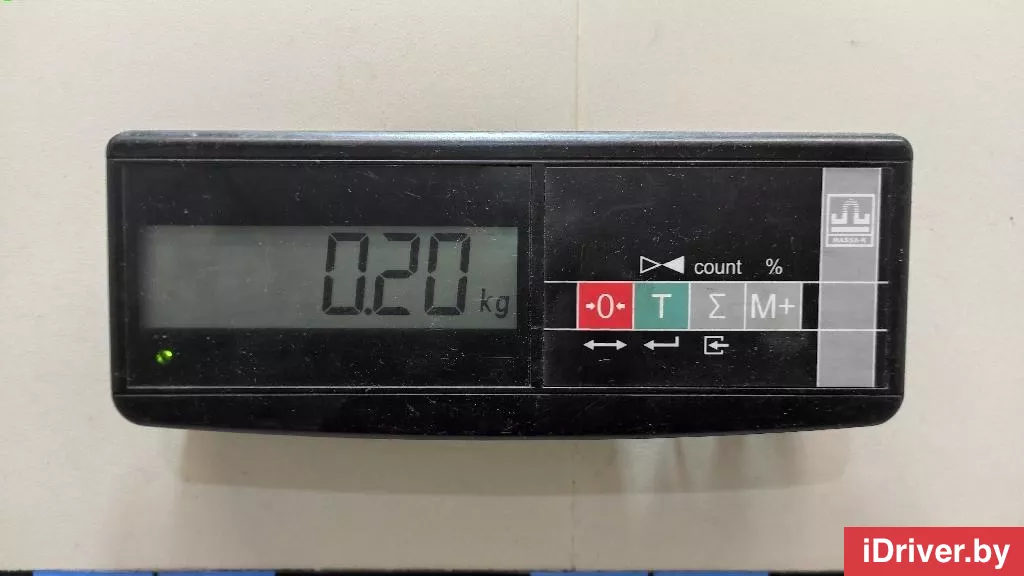 0.20 kg
MASSA-K
count %
→0← T Σ M+
iDriver.by